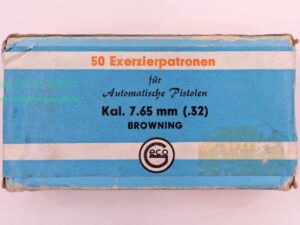 50 Exerzierpatronen
für
Automatische Pistolen
Kal. 7.65 mm (.32)
BROWNING
Geco